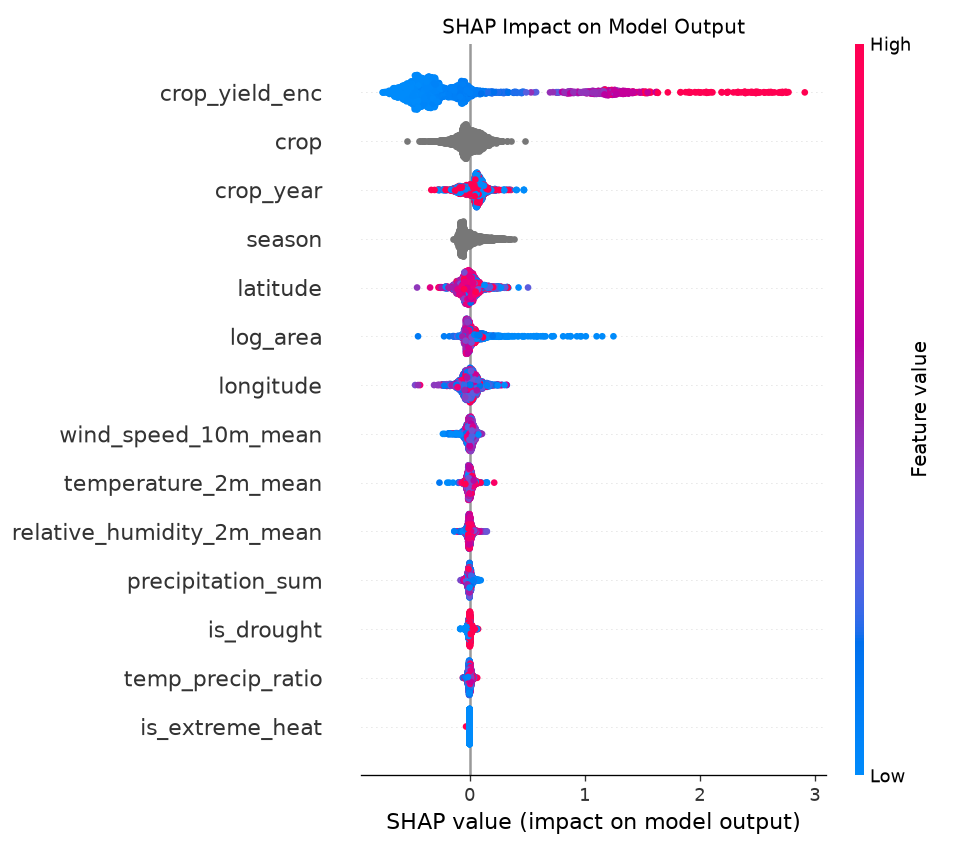 SHAP Impact on Model Output
High
crop_yield_enc
crop
crop_year
season
latitude
log_area
longitude
wind_speed_10m_mean
temperature_2m_mean
relative_humidity_2m_mean
precipitation_sum
is_drought
temp_precip_ratio
is_extreme_heat
Feature value
Low
0 1 2 3
SHAP value (impact on model output)